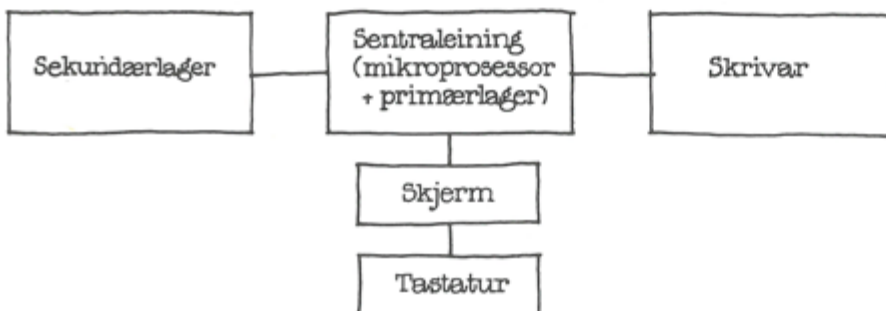 Sekundærlager
Sentraleining
(mikroprosessor
+ primærlager)
Skrivar
Skjerm
Tastatur